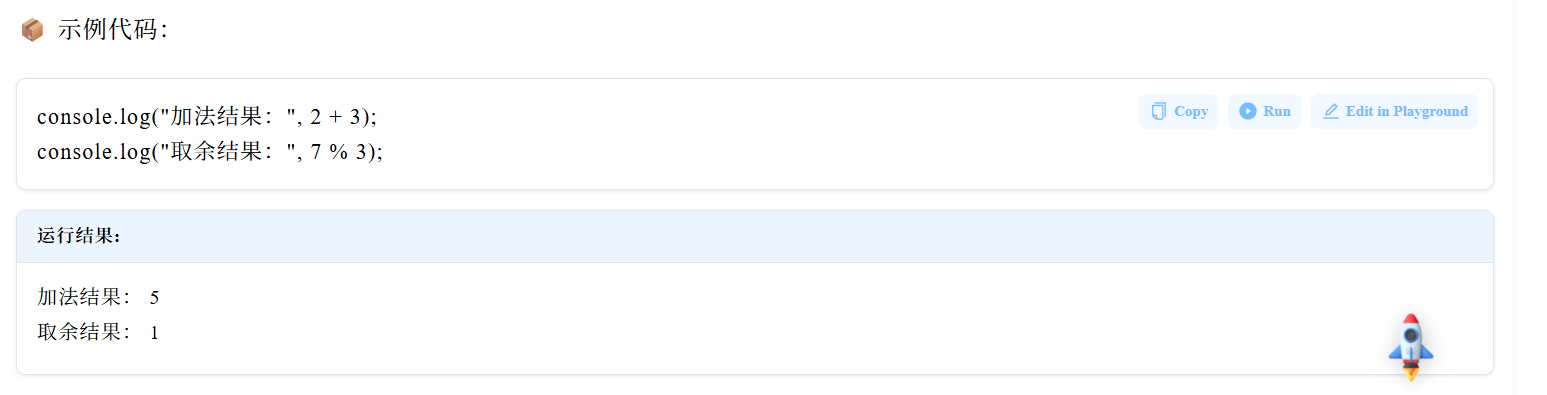 示例代码：
console.log("加法结果：", 2 + 3);
console.log("取余结果：", 7 % 3);
Copy
Run
Edit in Playground
运行结果：
加法结果： 5
取余结果： 1